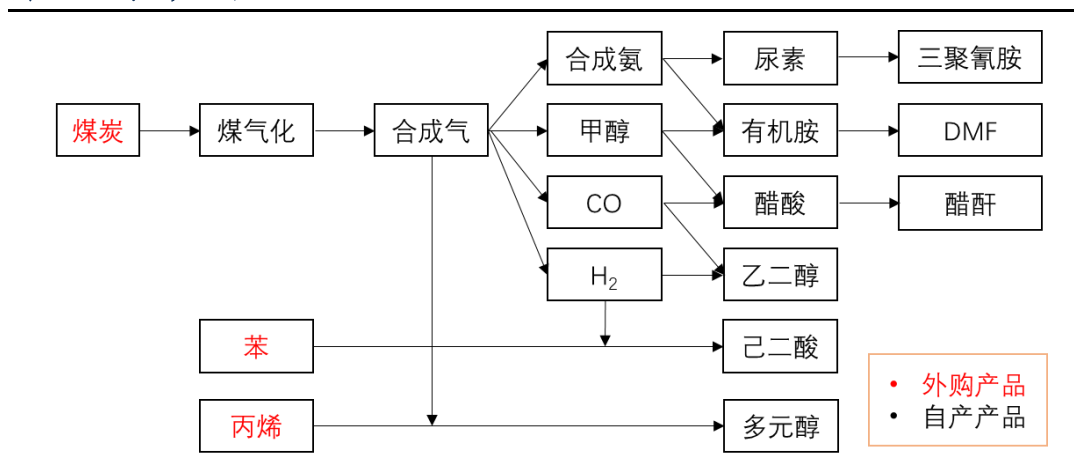 合成氨 尿素 三聚氰胺
煤炭 煤气化 合成气 甲醇 有机胺 DMF
CO 醋酸 醋酐
H₂ 乙二醇
苯 己二酸
丙烯 多元醇
• 外购产品
• 自产产品